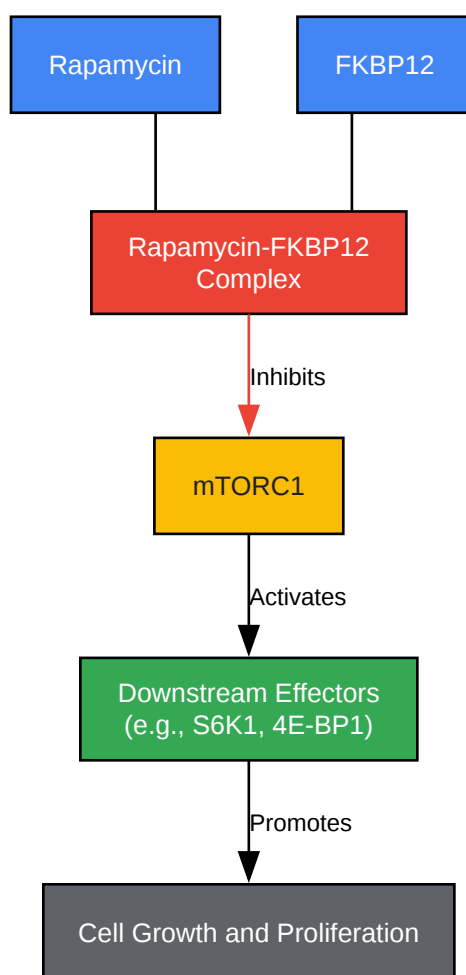 Rapamycin
FKBP12
Rapamycin-FKBP12
Complex
Inhibits
mTORC1
Activates
Downstream Effectors
(e.g., S6K1, 4E-BP1)
Promotes
Cell Growth and Proliferation